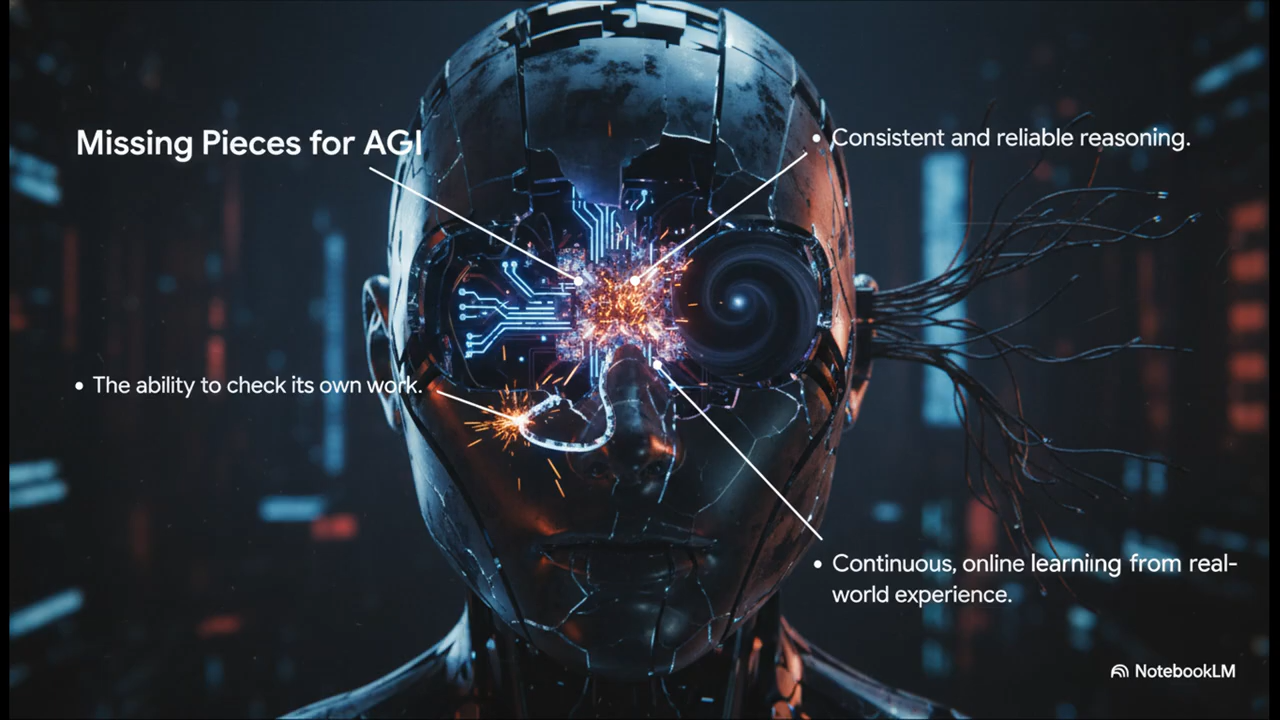 Missing Pieces for AGI
• Consistent and reliable reasoning.
• The ability to check its own work.
• Continuous, online learning from real-
world experience.
NotebookLM